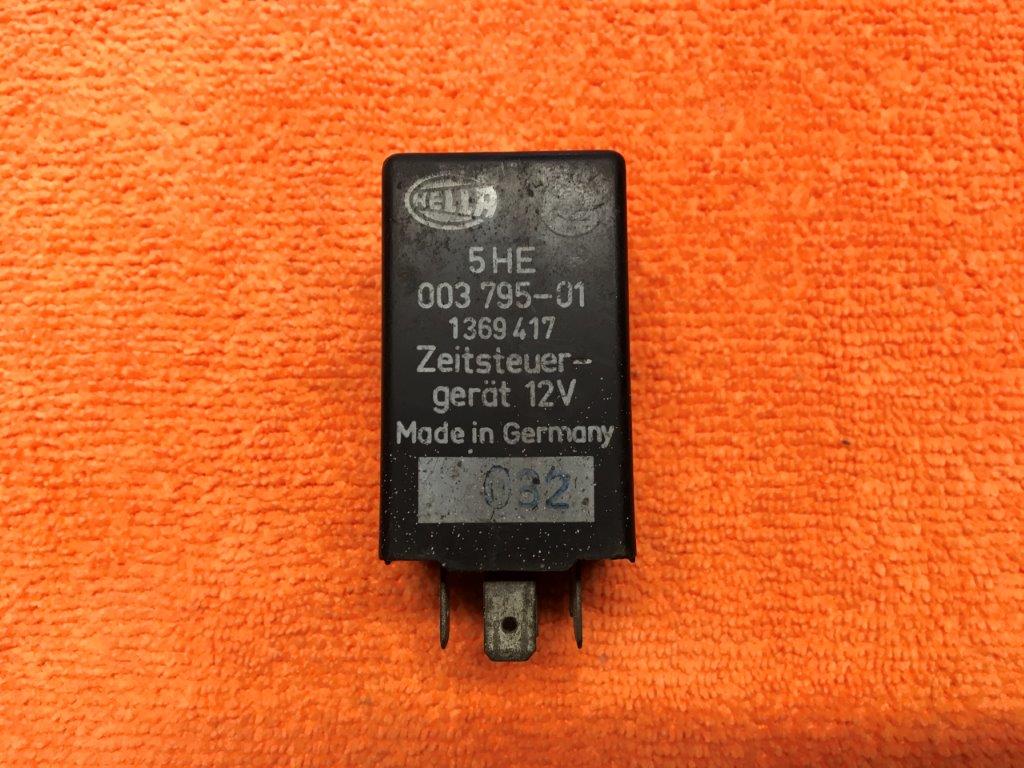 HELLA
5HE
003 795-01
1369 417
Zeitsteuer-
gerät 12V
Made in Germany
032